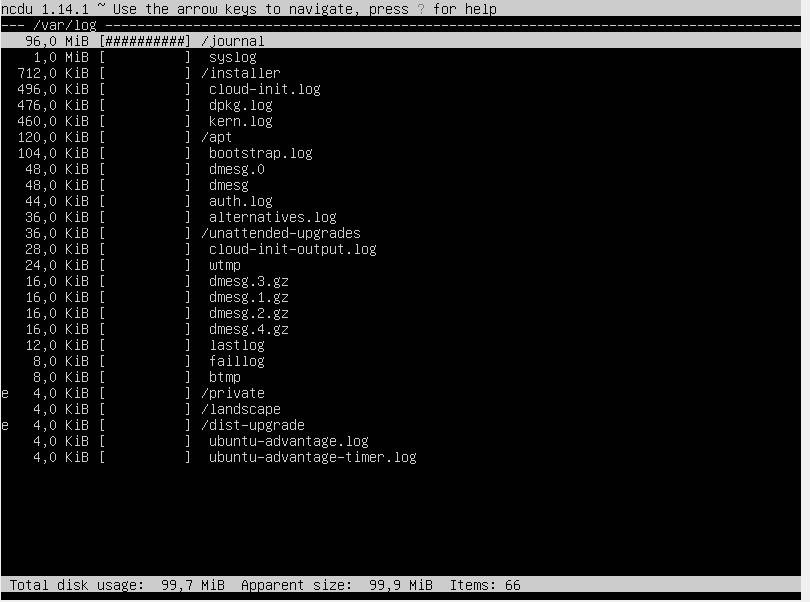 ncdu 1.14.1 ~ Use the arrow keys to navigate, press ? for help
--- /var/log ---------------------------------------------------------------------------------------
   96,0 MiB [##########] /journal
    1,0 MiB [          ]  syslog
  712,0 KiB [          ] /installer
  496,0 KiB [          ]  cloud-init.log
  476,0 KiB [          ]  dpkg.log
  460,0 KiB [          ]  kern.log
  120,0 KiB [          ] /apt
  104,0 KiB [          ]  bootstrap.log
   48,0 KiB [          ]  dmesg.0
   48,0 KiB [          ]  dmesg
   44,0 KiB [          ]  auth.log
   36,0 KiB [          ]  alternatives.log
   36,0 KiB [          ] /unattended-upgrades
   28,0 KiB [          ]  cloud-init-output.log
   24,0 KiB [          ]  wtmp
   16,0 KiB [          ]  dmesg.3.gz
   16,0 KiB [          ]  dmesg.1.gz
   16,0 KiB [          ]  dmesg.2.gz
   16,0 KiB [          ]  dmesg.4.gz
   12,0 KiB [          ]  lastlog
    8,0 KiB [          ]  faillog
    8,0 KiB [          ]  btmp
e   4,0 KiB [          ] /private
    4,0 KiB [          ] /landscape
e   4,0 KiB [          ] /dist-upgrade
    4,0 KiB [          ]  ubuntu-advantage.log
    4,0 KiB [          ]  ubuntu-advantage-timer.log
 Total disk usage:  99,7 MiB  Apparent size:  99,9 MiB  Items: 66